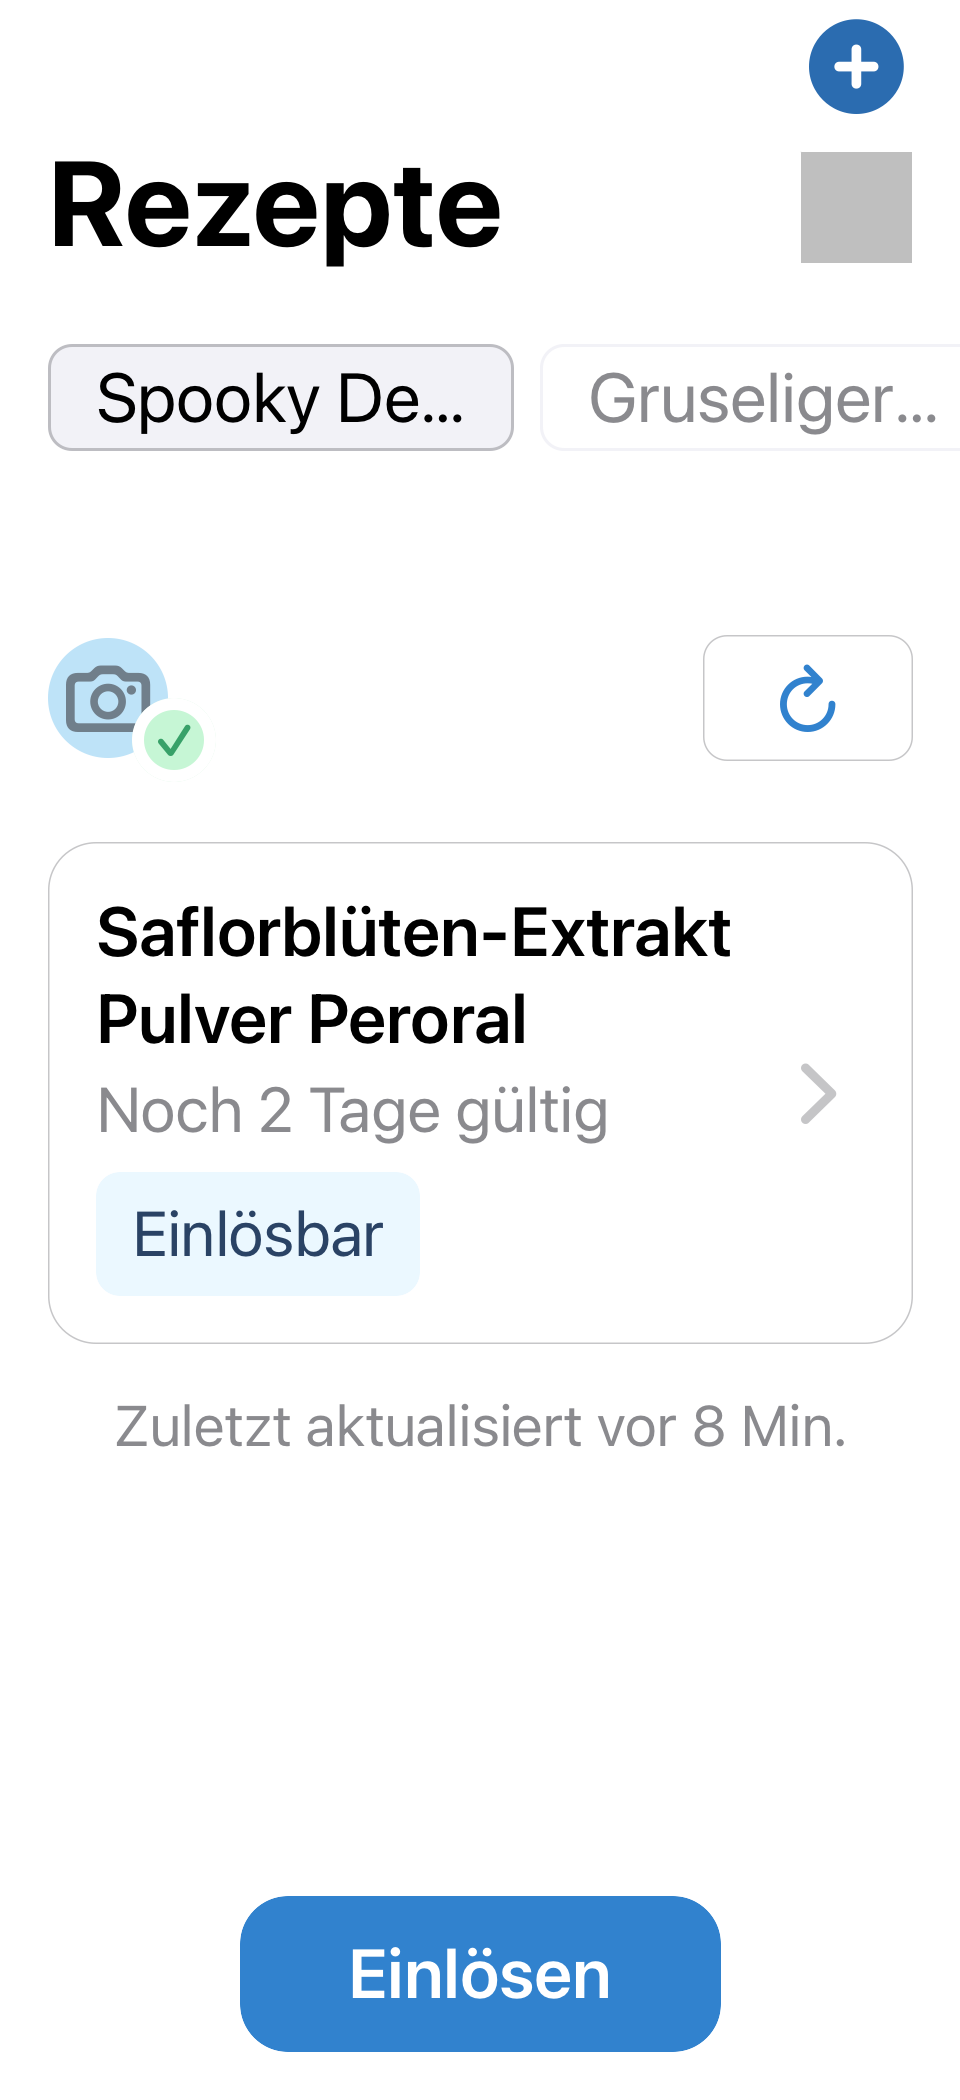 Rezepte
Spooky De...
Gruseliger...
Saflorblüten-Extrakt
Pulver Peroral
Noch 2 Tage gültig
Einlösbar
Zuletzt aktualisiert vor 8 Min.
Einlösen